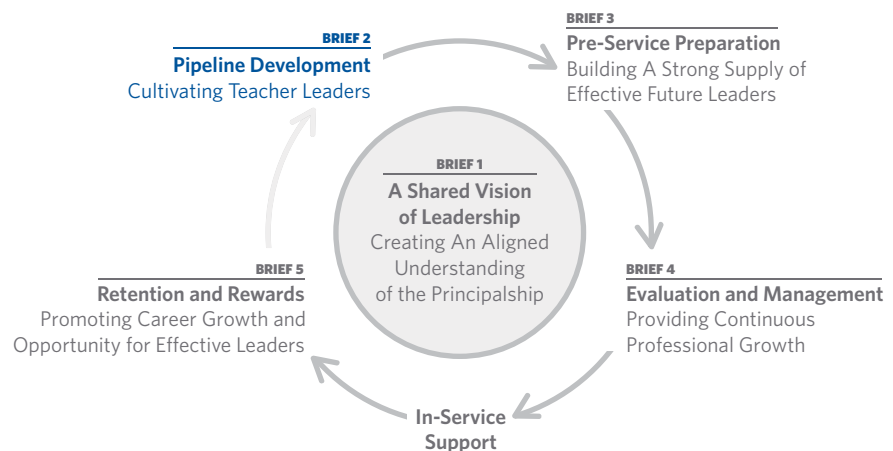 BRIEF 2
Pipeline Development
Cultivating Teacher Leaders
BRIEF 3
Pre-Service Preparation
Building A Strong Supply of
Effective Future Leaders
BRIEF 1
A Shared Vision
of Leadership
Creating An Aligned
Understanding
of the Principalship
BRIEF 5
Retention and Rewards
Promoting Career Growth and
Opportunity for Effective Leaders
BRIEF 4
Evaluation and Management
Providing Continuous
Professional Growth
In-Service
Support